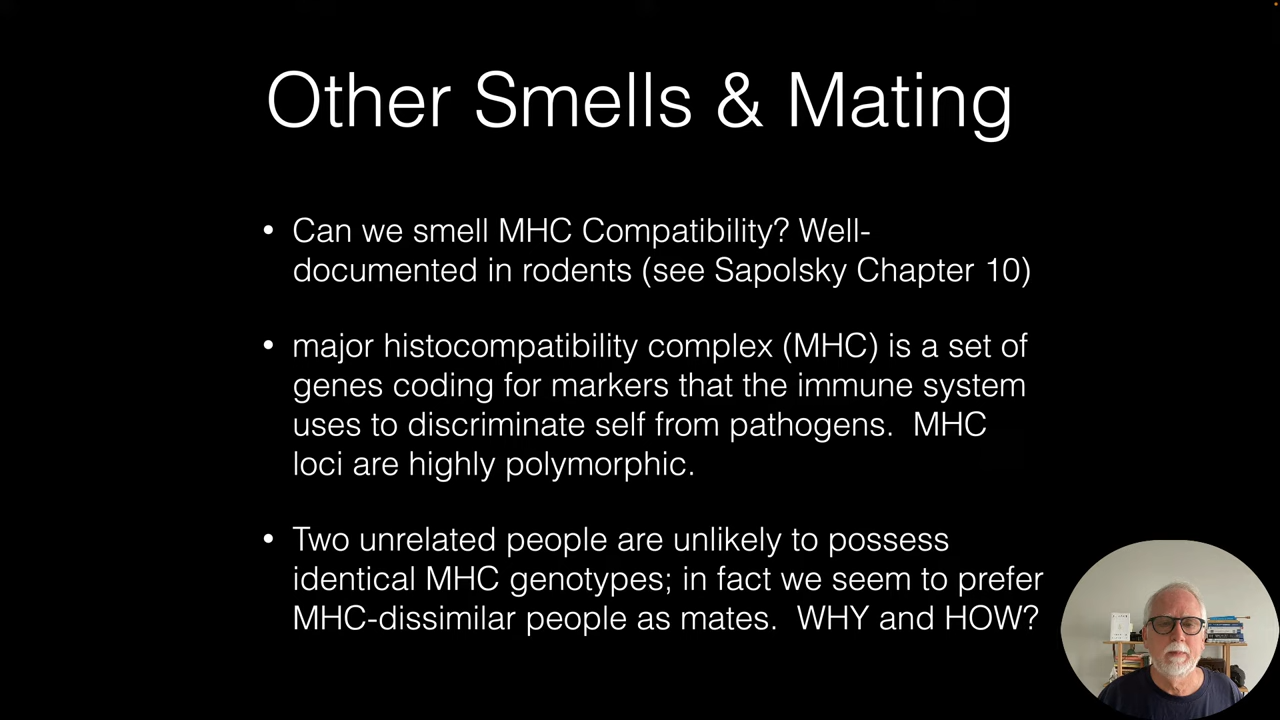 Other Smells & Mating
• Can we smell MHC Compatibility? Well-
documented in rodents (see Sapolsky Chapter 10)
• major histocompatibility complex (MHC) is a set of
genes coding for markers that the immune system
uses to discriminate self from pathogens.  MHC
loci are highly polymorphic.
• Two unrelated people are unlikely to possess
identical MHC genotypes; in fact we seem to prefer
MHC-dissimilar people as mates.  WHY and HOW?